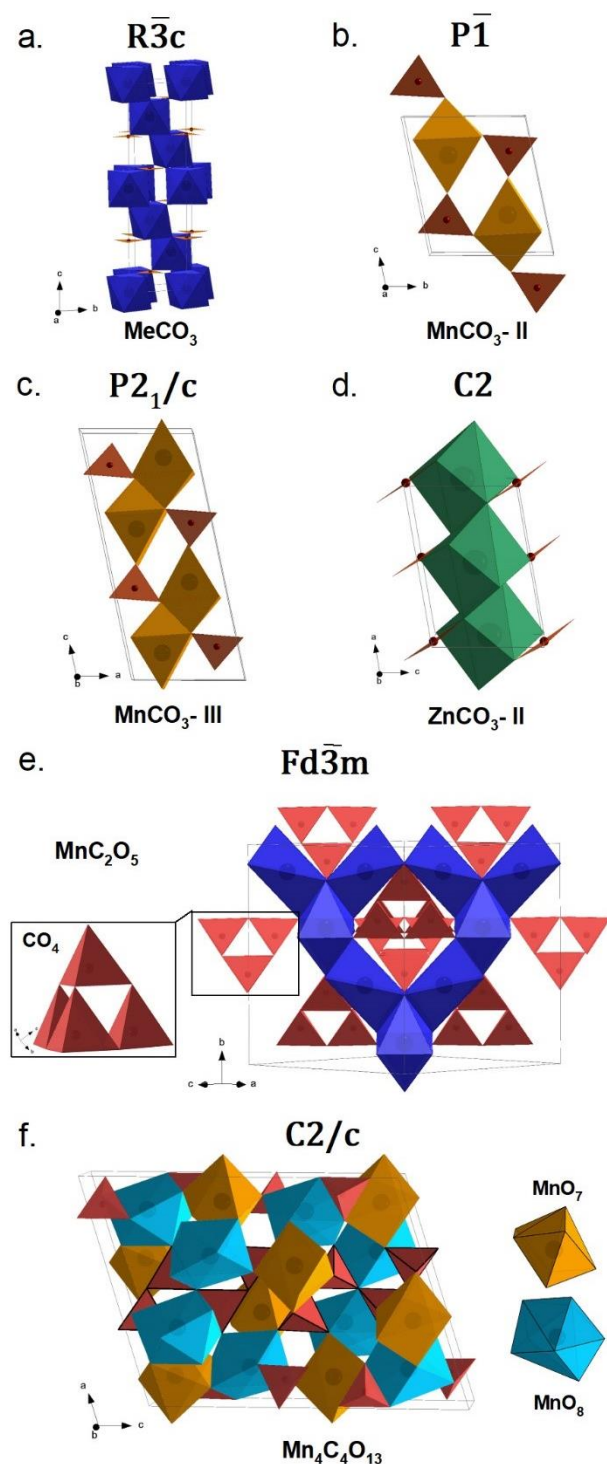 a.
R3̅c
c
a
b
MeCO₃
b.
P1̅
c
a
b
MnCO₃- II
c.
P2₁/c
c
b
a
MnCO₃- III
d.
C2
a
b
c
ZnCO₃-II
e.
Fd3̅m
MnC₂O₅
CO₄
b
c
a
f.
C2/c
MnO₇
MnO₈
a
b
c
Mn₄C₄O₁₃